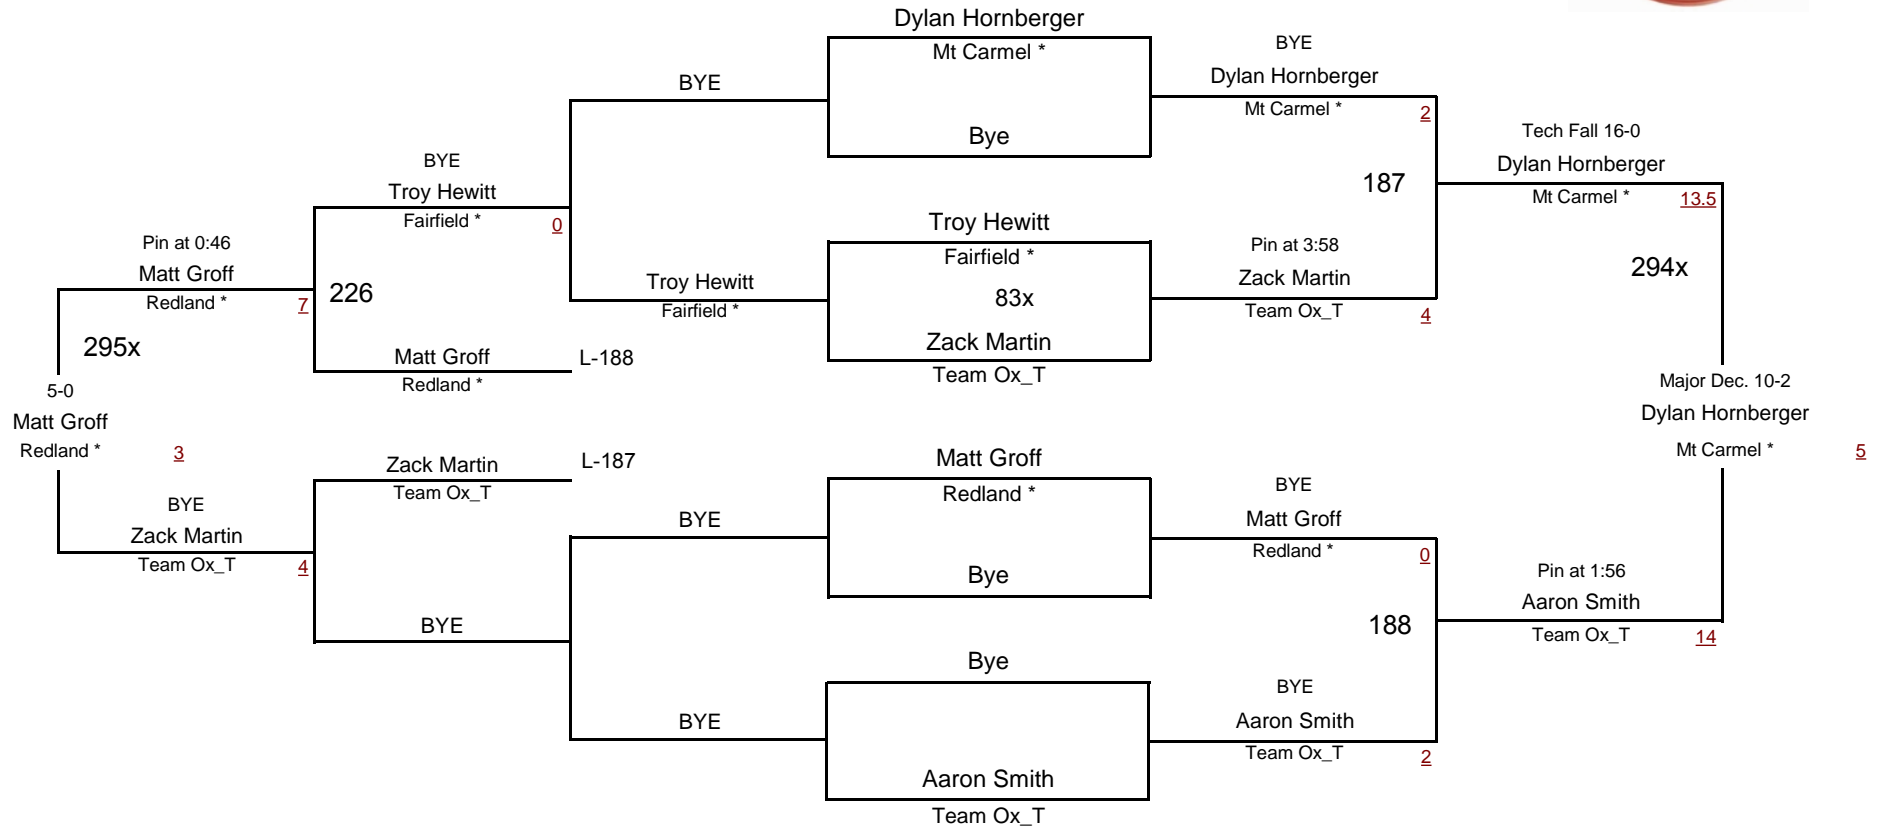 Dylan Hornberger
Mt Carmel *
BYE
Bye
BYE
Dylan Hornberger
Mt Carmel *
2
187
Tech Fall 16-0
Dylan Hornberger
Mt Carmel *
13.5
294x
BYE
Troy Hewitt
Fairfield *
0
Troy Hewitt
Fairfield *
Troy Hewitt
Fairfield *
83x
Zack Martin
Team Ox_T
Pin at 3:58
Zack Martin
Team Ox_T
4
Pin at 0:46
Matt Groff
Redland *
7
226
Matt Groff
Redland *
L-188
295x
5-0
Matt Groff
Redland *
3
Major Dec. 10-2
Dylan Hornberger
Mt Carmel *
5
Zack Martin
Team Ox_T
L-187
BYE
Zack Martin
Team Ox_T
4
BYE
BYE
Matt Groff
Redland *
Bye
BYE
Matt Groff
Redland *
0
188
Pin at 1:56
Aaron Smith
Team Ox_T
14
BYE
Bye
Aaron Smith
Team Ox_T
BYE
Aaron Smith
Team Ox_T
2